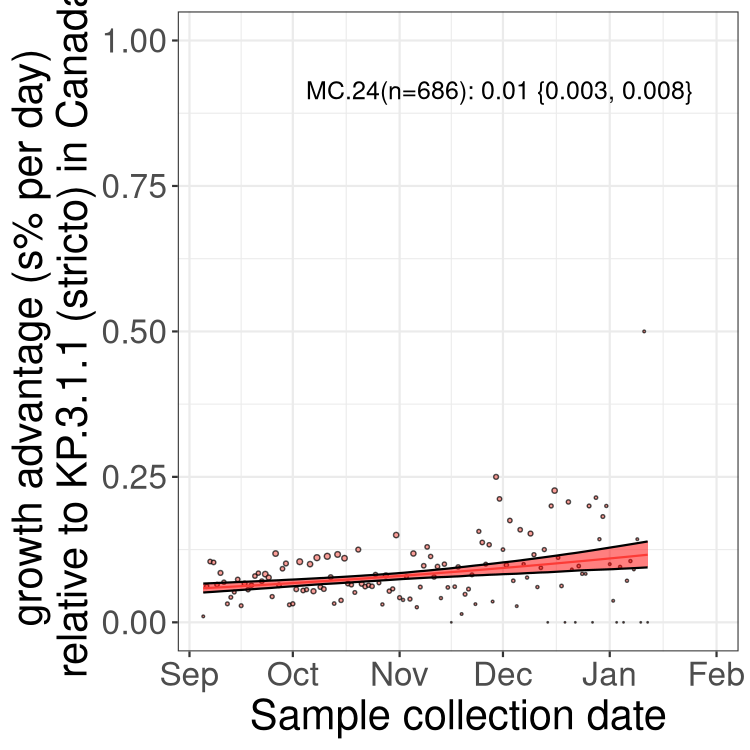 growth advantage (s% per day)
relative to KP.3.1.1 (stricto) in Canada
1.00
0.75
0.50
0.25
0.00
MC.24(n=686): 0.01 {0.003, 0.008}
Sep Oct Nov Dec Jan Feb
Sample collection date